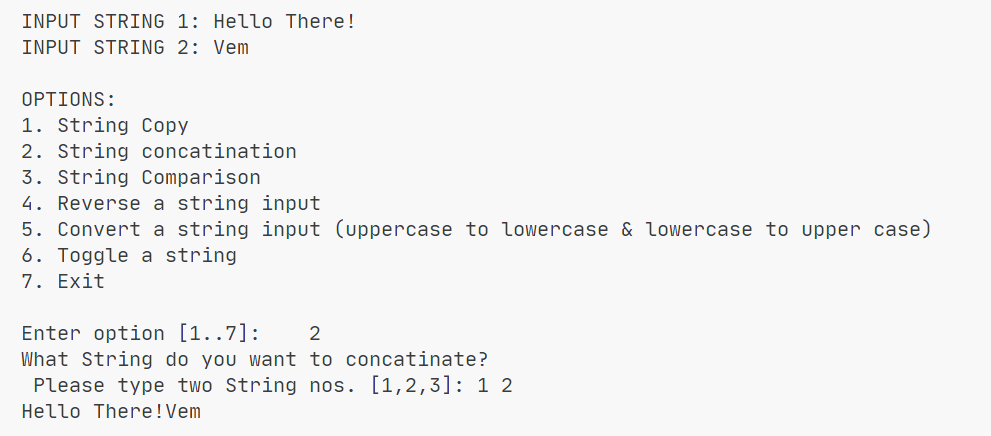 INPUT STRING 1: Hello There!
INPUT STRING 2: Vem
OPTIONS:
1. String Copy
2. String concatination
3. String Comparison
4. Reverse a string input
5. Convert a string input (uppercase to lowercase & lowercase to upper case)
6. Toggle a string
7. Exit
Enter option [1..7]:    2
What String do you want to concatinate?
 Please type two String nos. [1,2,3]: 1 2
Hello There!Vem